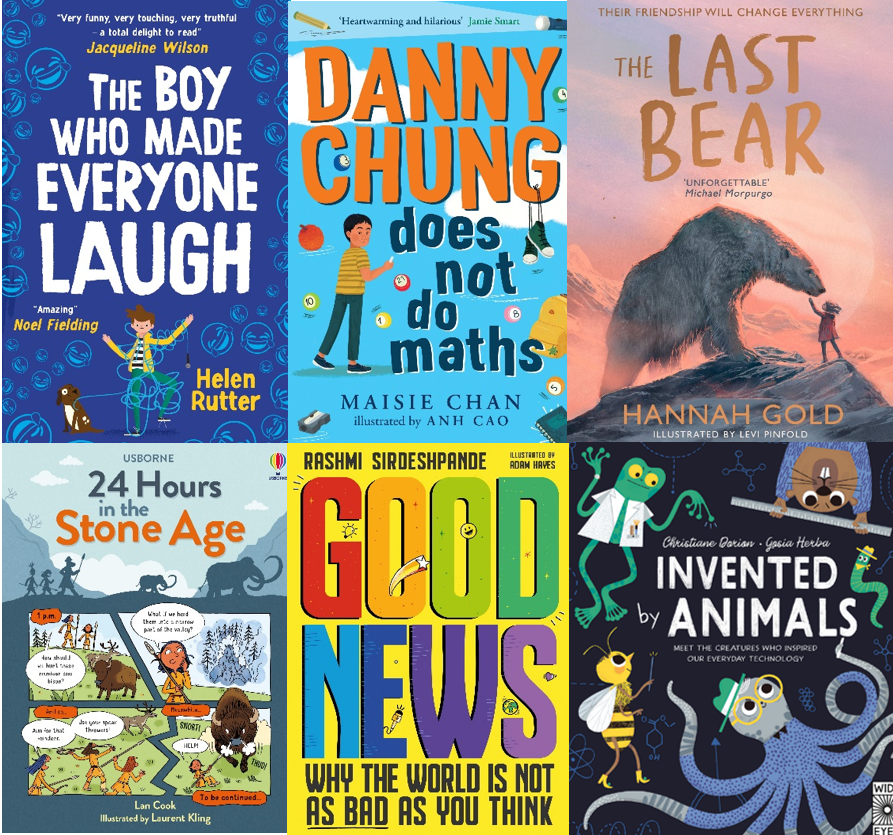 "Very funny, very touching, very truthful
– a total delight to read"
Jacqueline Wilson
THE BOY
WHO MADE
EVERYONE
LAUGH
"Amazing"
Noel Fielding
Helen
Rutter
'Heartwarming and hilarious' Jamie Smart
DANNY
CHUNG
does
not
do
maths
MAISIE CHAN
illustrated by ANH CAO
THEIR FRIENDSHIP WILL CHANGE EVERYTHING
THE LAST
BEAR
'UNFORGETTABLE'
Michael Morpurgo
HANNAH GOLD
ILLUSTRATED BY LEVI PINFOLD
USBORNE
24 Hours
in the
Stone Age
1 p.m.
What if we herd
them into a narrow
part of the valley?
How should
we hunt these
enormous
bison?
And so...
Use your spear
throwers!
Aim for that
reindeer.
Meanwhile...
SNORT!
HELP!
THUD!
To be continued...
Lan Cook
Illustrated by Laurent Kling
RASHMI SIRDESHPANDE
ILLUSTRATED BY
ADAM HAYES
GOOD
NEWS
WHY THE WORLD IS NOT
AS BAD AS YOU THINK
Christiane Dorion · Gosia Herba
INVENTED
by ANIMALS
MEET THE CREATURES WHO INSPIRED
OUR EVERYDAY TECHNOLOGY
WID